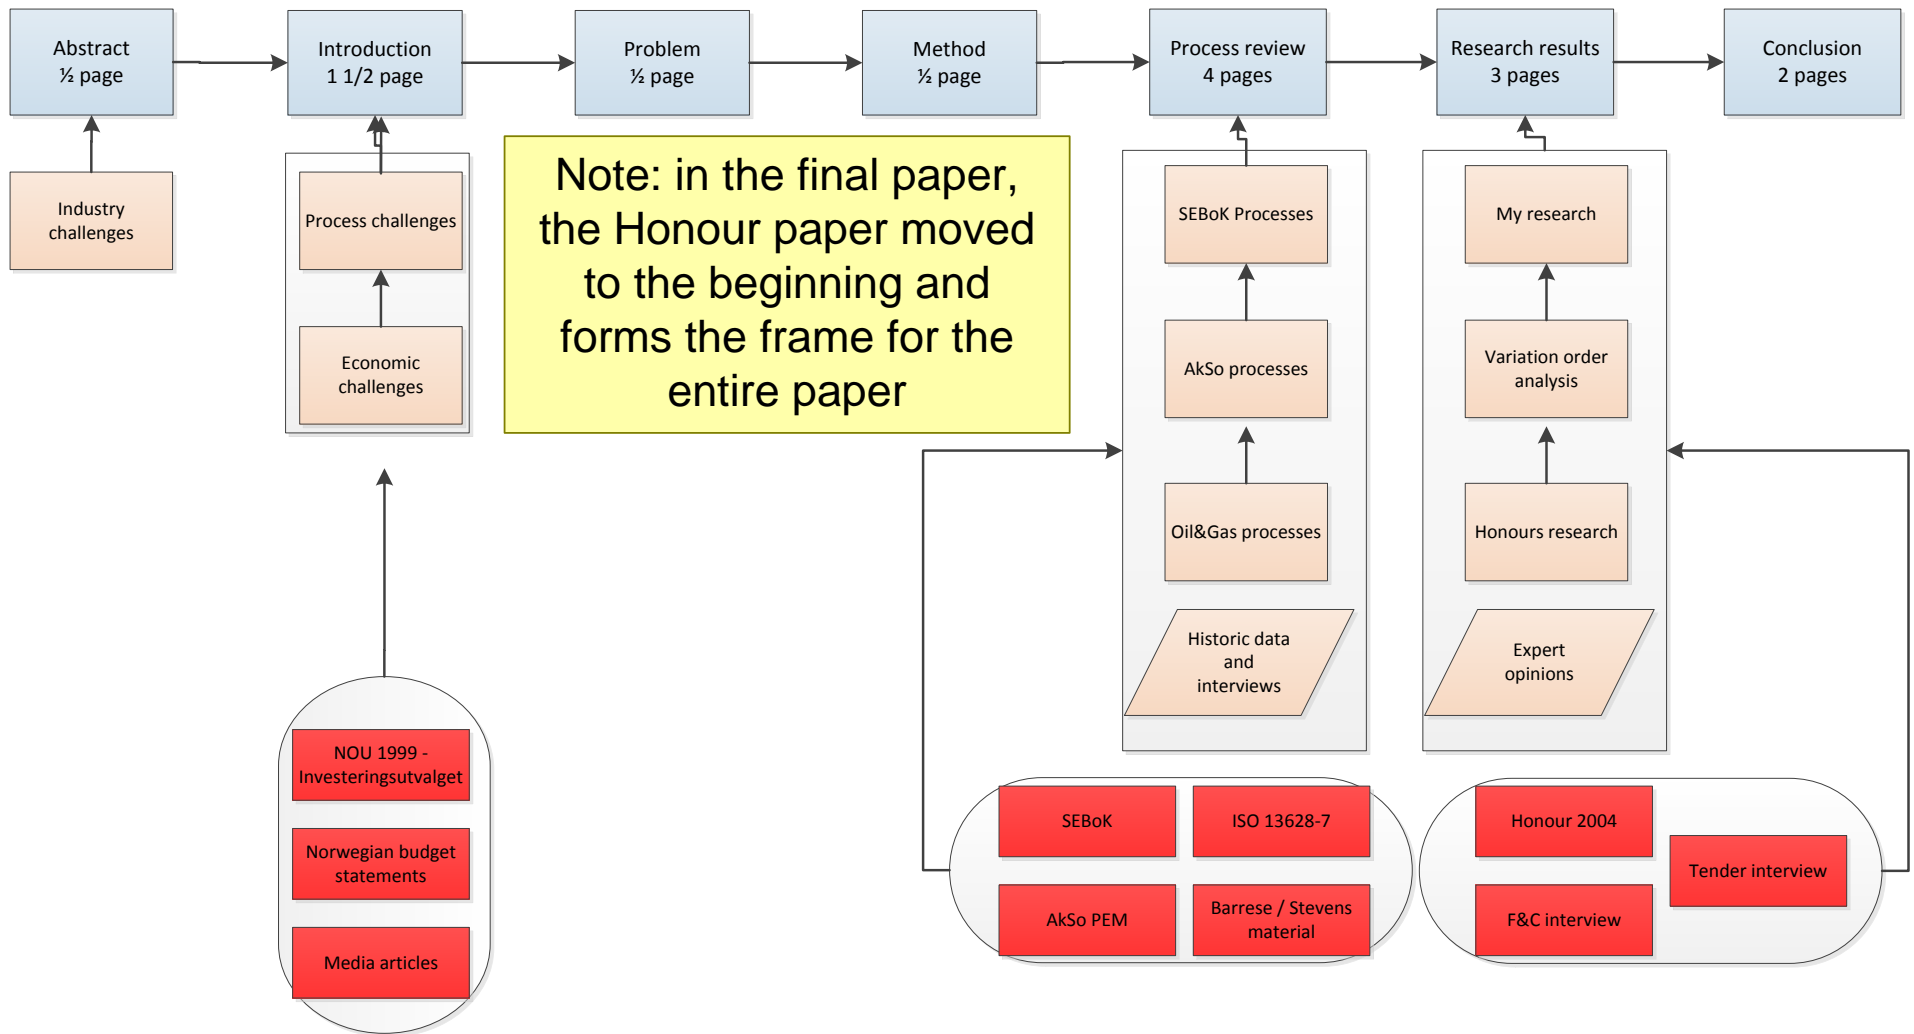 Abstract
½ page
Introduction
1 1/2 page
Problem
½ page
Method
½ page
Process review
4 pages
Research results
3 pages
Conclusion
2 pages
Industry
challenges
Process challenges
Economic
challenges
Note: in the final paper,
the Honour paper moved
to the beginning and
forms the frame for the
entire paper
SEBoK Processes
AkSo processes
Oil&Gas processes
Historic data
and
interviews
My research
Variation order
analysis
Honours research
Expert
opinions
NOU 1999 -
Investeringsutvalget
Norwegian budget
statements
Media articles
SEBoK
ISO 13628-7
AkSo PEM
Barrese / Stevens
material
Honour 2004
F&C interview
Tender interview